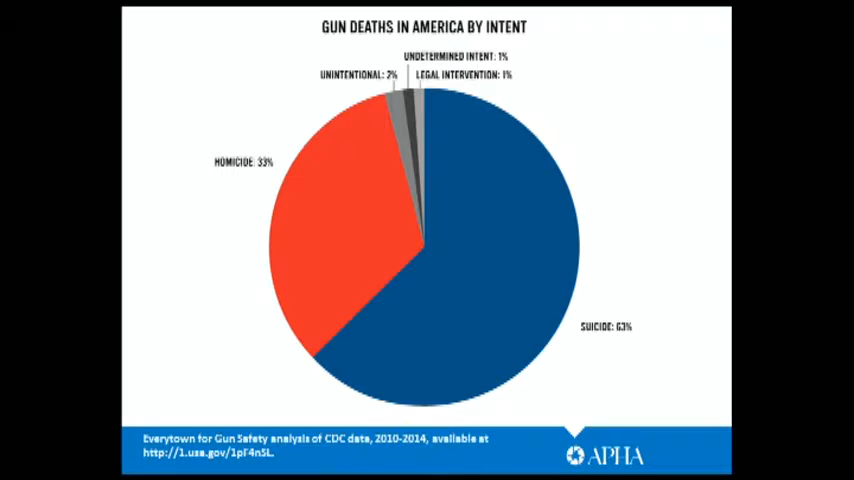 GUN DEATHS IN AMERICA BY INTENT
UNDETERMINED INTENT: 1%
UNINTENTIONAL: 2%
LEGAL INTERVENTION: 1%
HOMICIDE: 33%
SUICIDE: 63%
Everytown for Gun Safety analysis of CDC data, 2010-2014, available at
http://1.usa.gov/1pF4nSL.
APHA